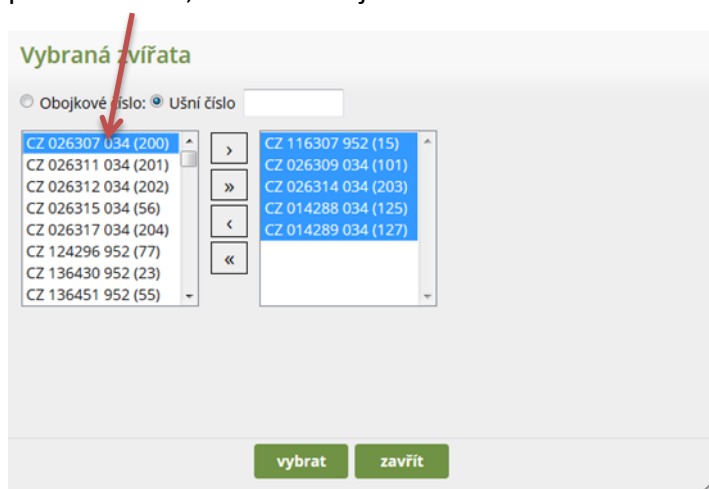 Vybraná zvířata
Obojkové číslo: Ušní číslo
CZ 026307 034 (200)
CZ 026311 034 (201)
CZ 026312 034 (202)
CZ 026315 034 (56)
CZ 026317 034 (204)
CZ 124296 952 (77)
CZ 136430 952 (23)
CZ 136451 952 (55)
›
»
‹
«
CZ 116307 952 (15)
CZ 026309 034 (101)
CZ 026314 034 (203)
CZ 014288 034 (125)
CZ 014289 034 (127)
vybrat zavřít